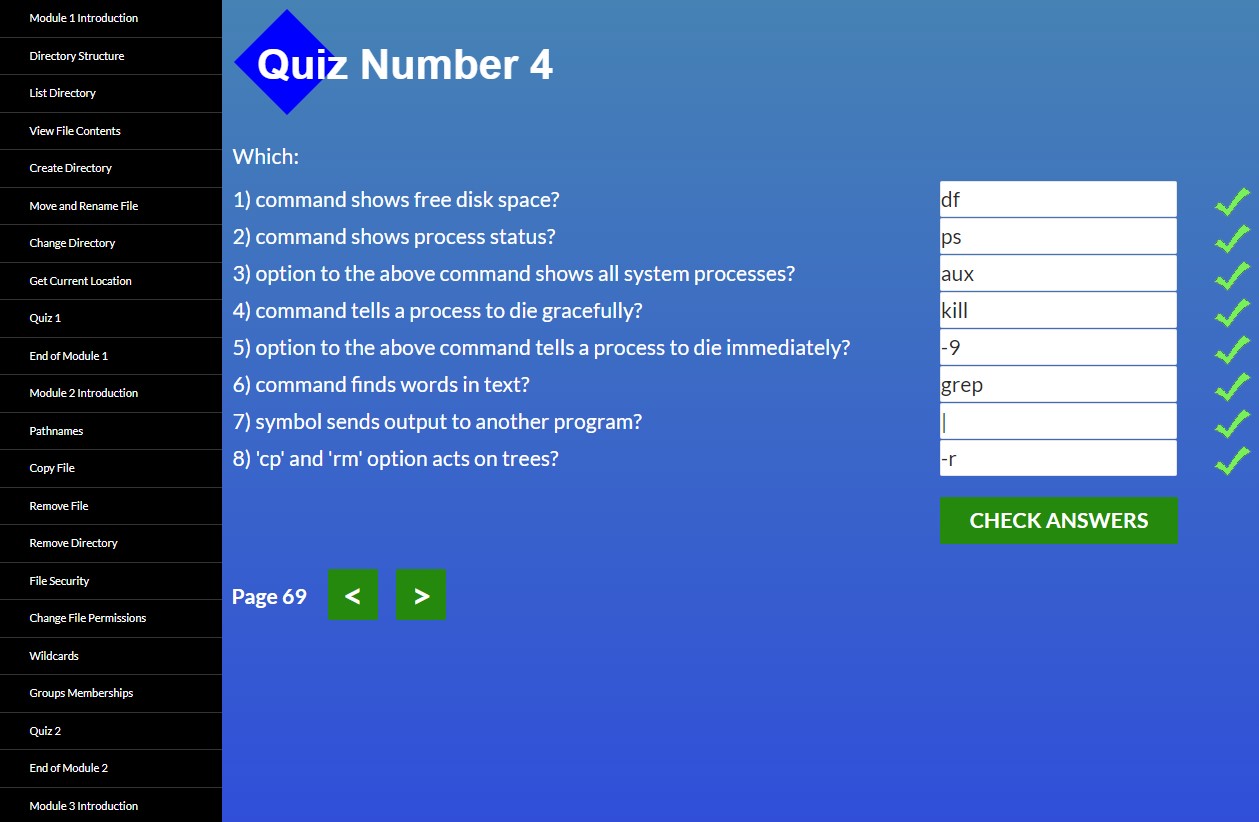 Module 1 Introduction
Directory Structure
List Directory
View File Contents
Create Directory
Move and Rename File
Change Directory
Get Current Location
Quiz 1
End of Module 1
Module 2 Introduction
Pathnames
Copy File
Remove File
Remove Directory
File Security
Change File Permissions
Wildcards
Groups Memberships
Quiz 2
End of Module 2
Module 3 Introduction
Quiz Number 4
Which:
1) command shows free disk space? df
2) command shows process status? ps
3) option to the above command shows all system processes? aux
4) command tells a process to die gracefully? kill
5) option to the above command tells a process to die immediately? -9
6) command finds words in text? grep
7) symbol sends output to another program? |
8) 'cp' and 'rm' option acts on trees? -r
CHECK ANSWERS
Page 69 < >